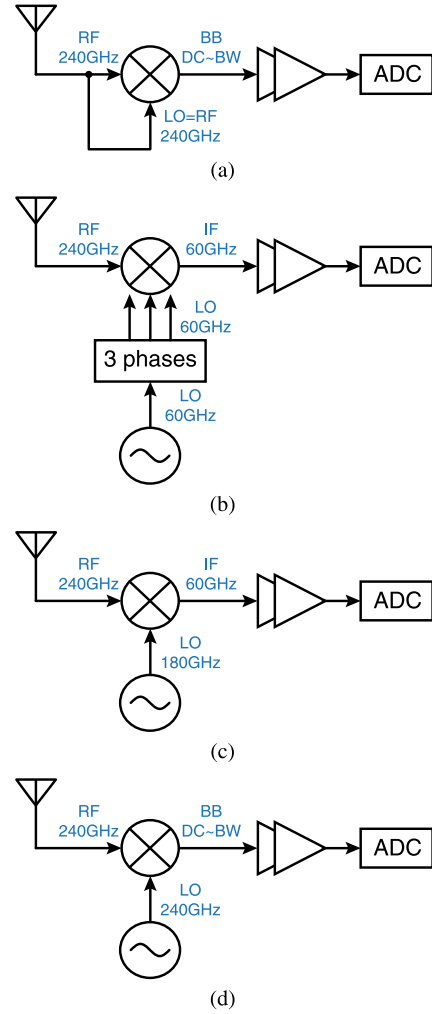 RF
240GHz
BB
DC~BW
ADC
LO=RF
240GHz
(a)
RF
240GHz
IF
60GHz
ADC
LO
60GHz
3 phases
LO
60GHz
(b)
RF
240GHz
IF
60GHz
ADC
LO
180GHz
(c)
RF
240GHz
BB
DC~BW
ADC
LO
240GHz
(d)